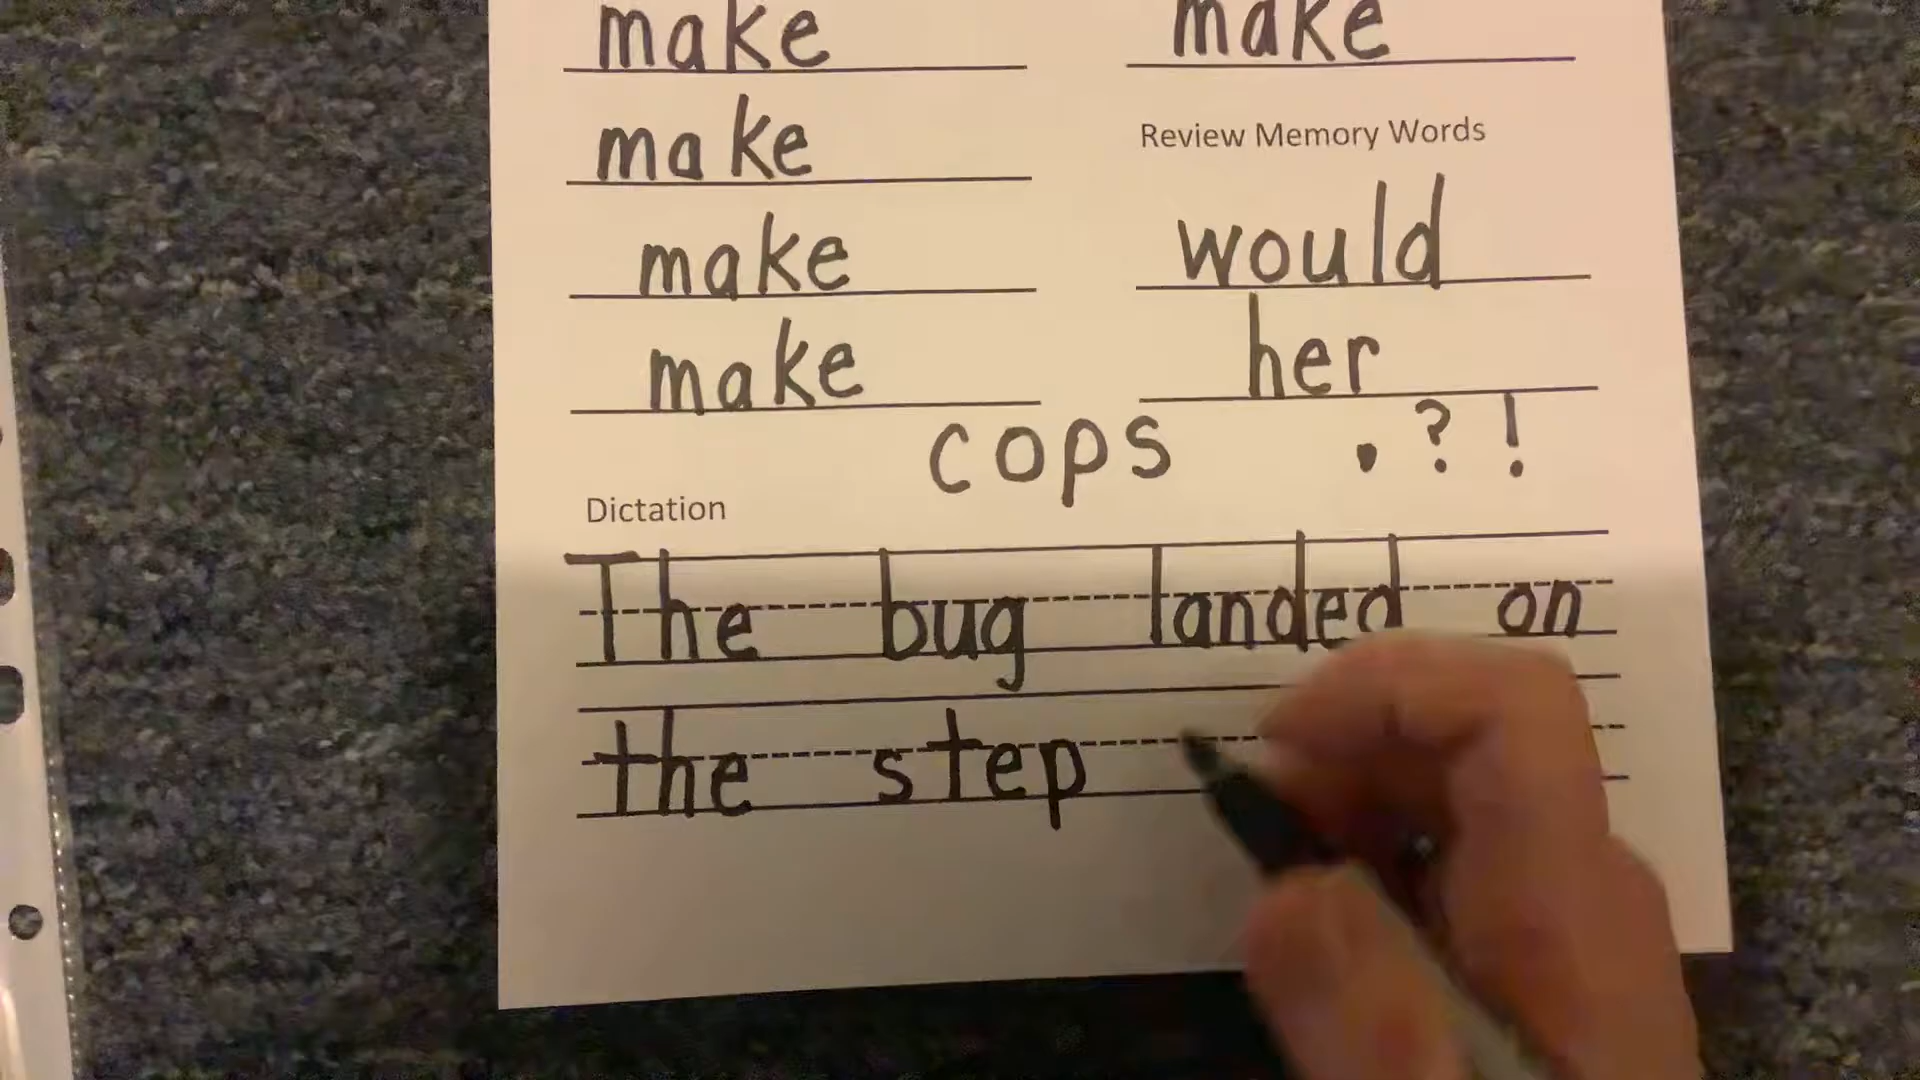 make
make
make
make
make
Review Memory Words
would
her
cops . ? !
Dictation
The bug landed on
the step